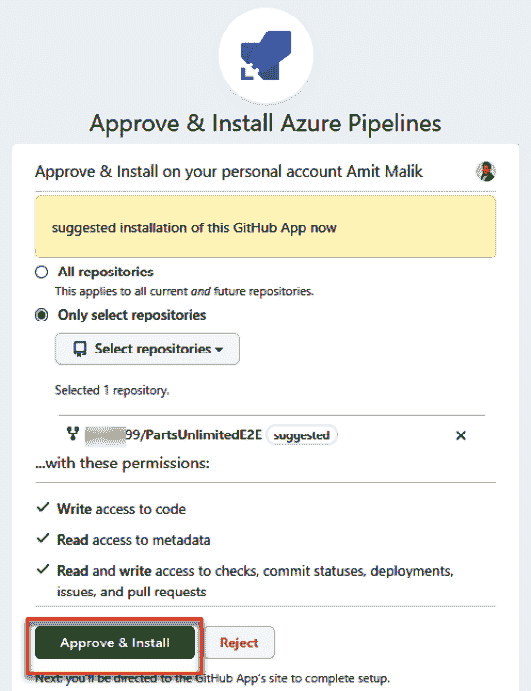 Approve & Install Azure Pipelines
Approve & Install on your personal account Amit Malik
suggested installation of this GitHub App now
All repositories
This applies to all current and future repositories.
Only select repositories
Select repositories
Selected 1 repository.
99/PartsUnlimitedE2E suggested
...with these permissions:
Write access to code
Read access to metadata
Read and write access to checks, commit statuses, deployments,
issues, and pull requests
Approve & Install Reject
Next: you'll be directed to the GitHub App's site to complete setup.